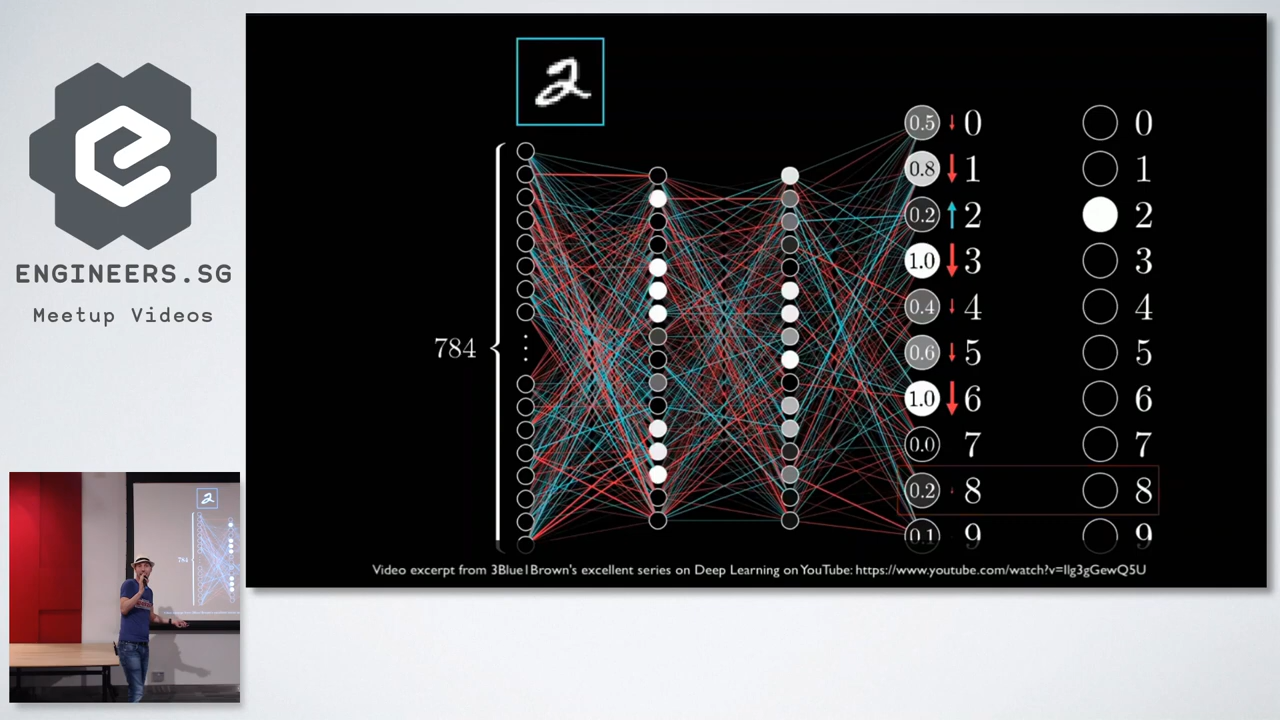 ENGINEERS.SG
Meetup Videos
2
784
0.5 0 0
0.8 1 1
0.2 2 2
1.0 3 3
0.4 4 4
0.6 5 5
1.0 6 6
0.0 7 7
0.2 8 8
0.1 9 9
Video excerpt from 3Blue1Brown's excellent series on Deep Learning on YouTube: https://www.youtube.com/watch?v=Ilg3gGewQ5U
2
784